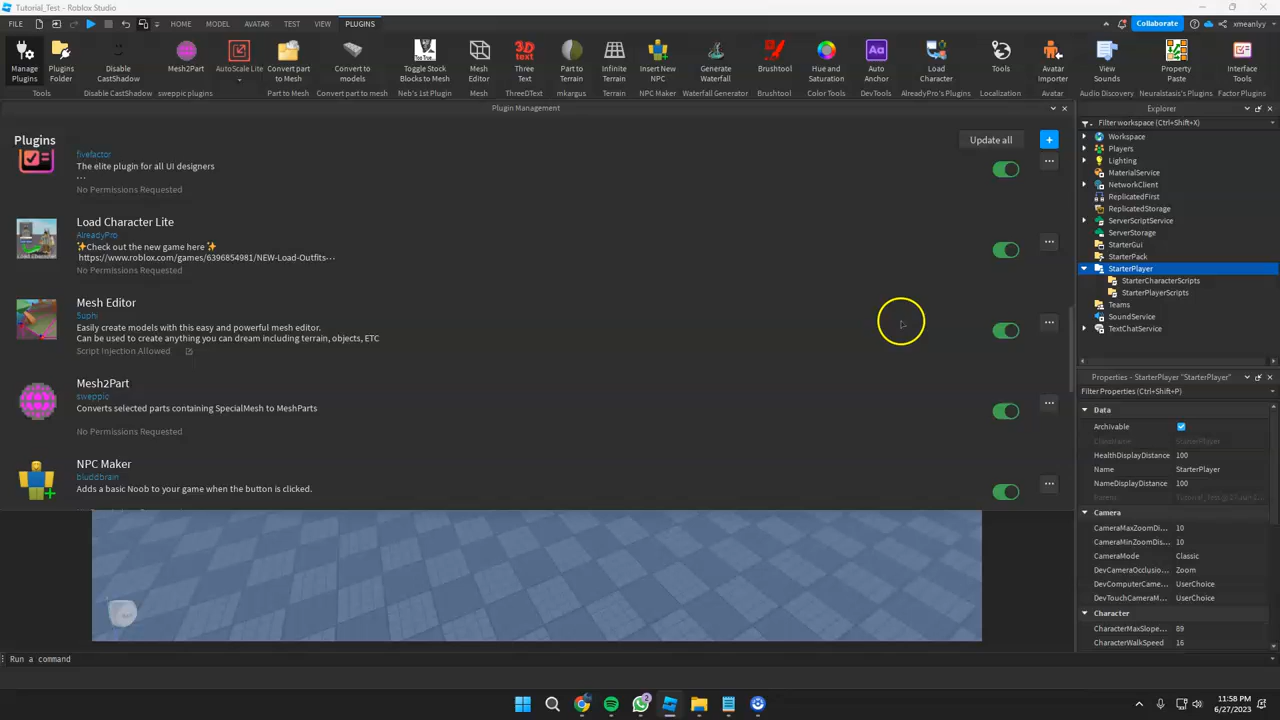 Tutorial_Test - Roblox Studio
FILE
HOME
MODEL
AVATAR
TEST
VIEW
PLUGINS
Collaborate
xmeanlyy
Manage Plugins
Plugins Folder
Disable CastShadow
Mesh2Part
AutoScale Lite
Convert part to Mesh
Convert to models
Toggle Stock Blocks to Mesh
Mesh Editor
Three Text
Part to Terrain
Infinite Terrain
Insert New NPC
Generate Waterfall
Brushtool
Hue and Saturation
Auto Anchor
Load Character
Tools
Avatar Importer
View Sounds
Property Paste
Interface Tools
Tools
Disable CastShadow
sweppic plugins
Part to Mesh
Convert part to mesh
Neb's 1st Plugin
Mesh
ThreeDText
mkargus
Terrain
NPC Maker
Waterfall Generator
Brushtool
Color Tools
DevTools
AlreadyPro's Plugins
Localization
Avatar
Audio Discovery
Neuralstasis's Plugins
Factor Plugins
Plugin Management
Plugins
Update all
fivefactor
The elite plugin for all UI designers
...
No Permissions Requested
Load Character Lite
AlreadyPro
✨Check out the new game here ✨
https://www.roblox.com/games/6396854981/NEW-Load-Outfits-...
No Permissions Requested
Mesh Editor
5uphi
Easily create models with this easy and powerful mesh editor.
Can be used to create anything you can dream including terrain, objects, ETC
Script Injection Allowed
Mesh2Part
sweppic
Converts selected parts containing SpecialMesh to MeshParts
No Permissions Requested
NPC Maker
bluddbrain
Adds a basic Noob to your game when the button is clicked.
Explorer
Filter workspace (Ctrl+Shift+X)
Workspace
Players
Lighting
MaterialService
NetworkClient
ReplicatedFirst
ReplicatedStorage
ServerScriptService
ServerStorage
StarterGui
StarterPack
StarterPlayer
StarterCharacterScripts
StarterPlayerScripts
Teams
SoundService
TextChatService
Properties - StarterPlayer "StarterPlayer"
Filter Properties (Ctrl+Shift+P)
Data
Archivable
ClassName StarterPlayer
HealthDisplayDistance 100
Name StarterPlayer
NameDisplayDistance 100
Camera
CameraMaxZoomDi... 10
CameraMinZoomDis... 10
CameraMode Classic
DevCameraOcclusio... Zoom
DevComputerCame... UserChoice
DevTouchCameraM... UserChoice
Character
CharacterMaxSlope... 89
CharacterWalkSpeed 16
Run a command
2
11:58 PM
6/27/2023